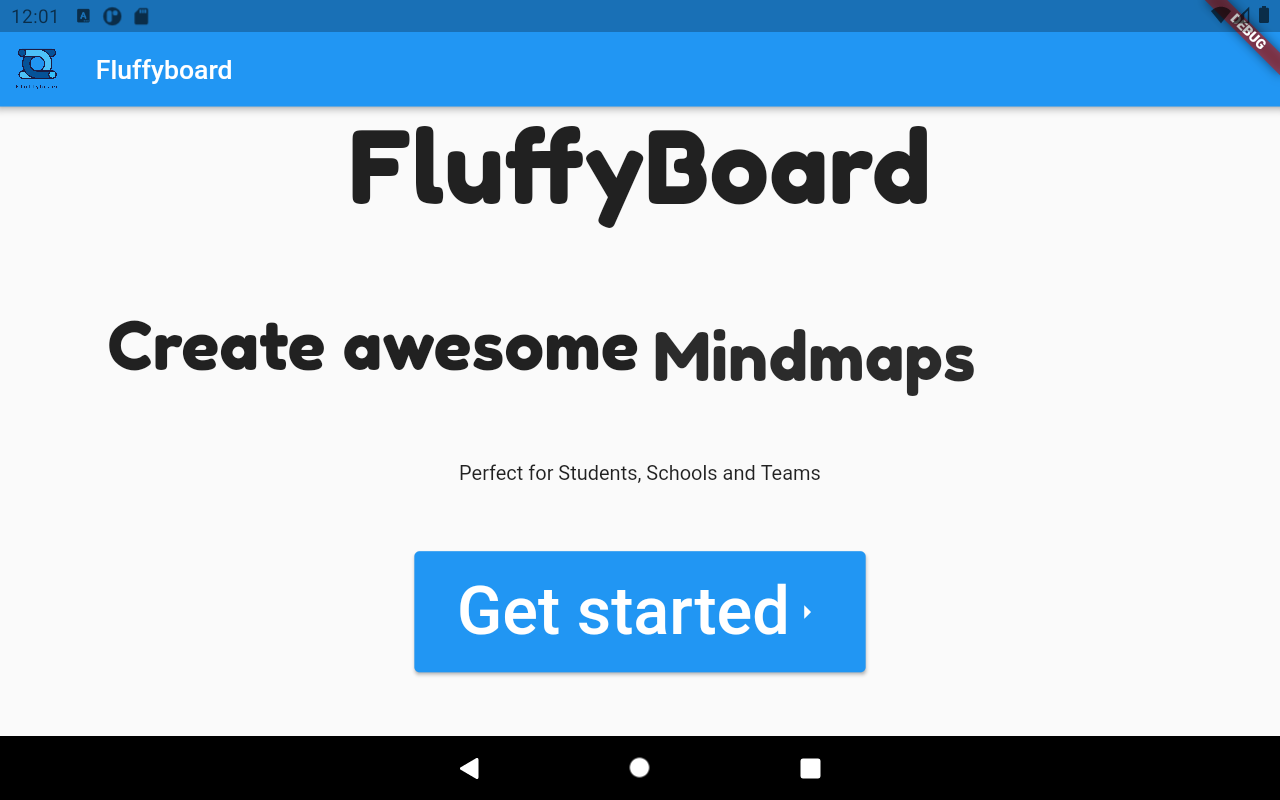 12:01
DEBUG
Fluffyboard
FluffyBoard
Create awesome Mindmaps
Perfect for Students, Schools and Teams
Get started